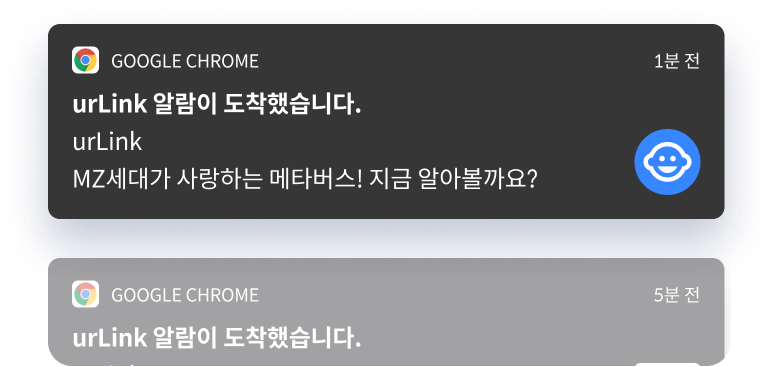 GOOGLE CHROME 1분 전
urLink 알람이 도착했습니다.
urLink
MZ세대가 사랑하는 메타버스! 지금 알아볼까요?
GOOGLE CHROME 5분 전
urLink 알람이 도착했습니다.